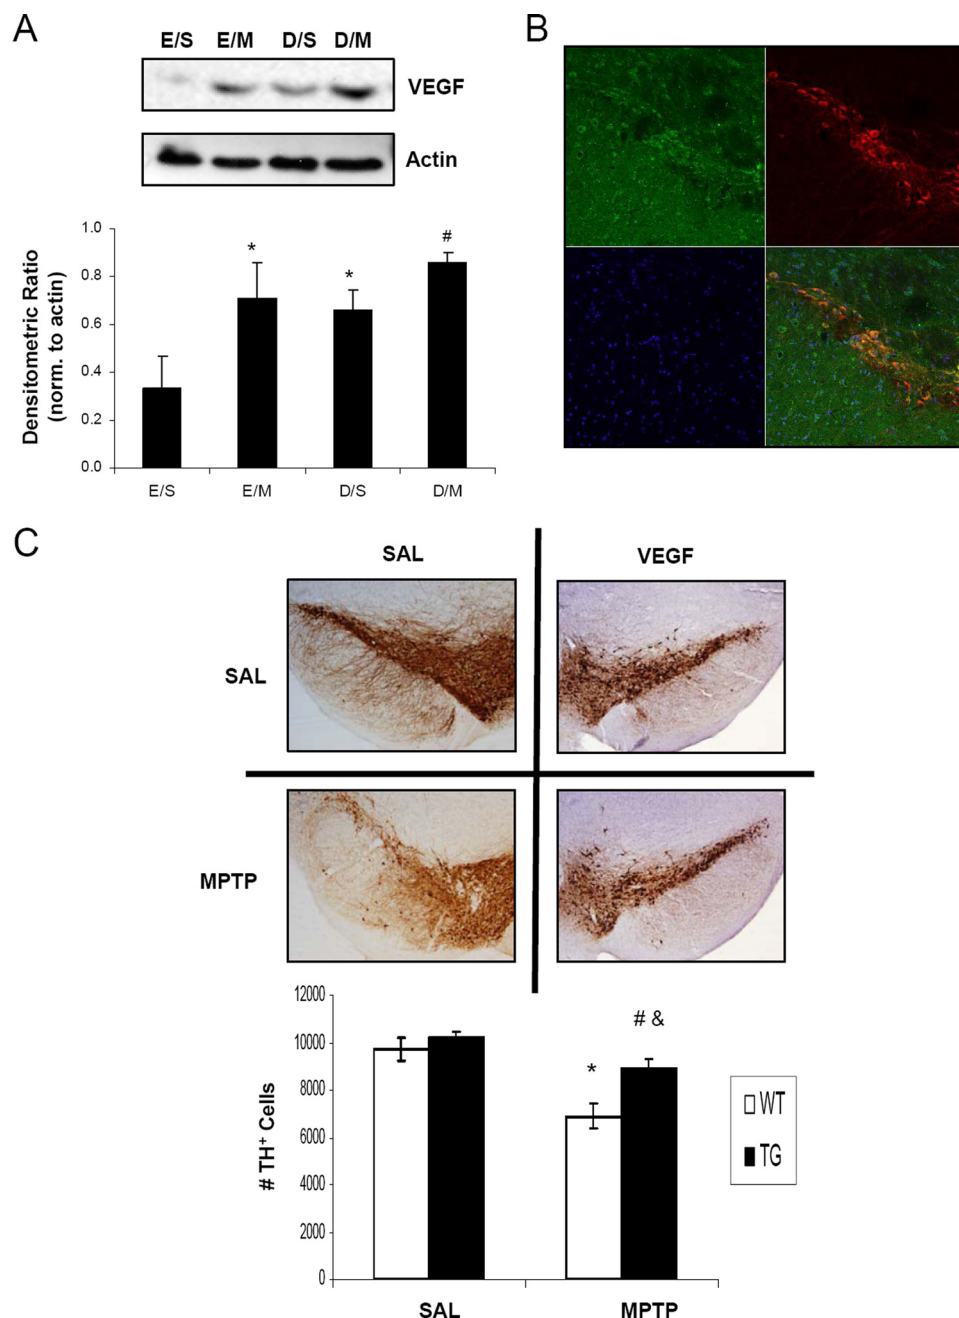 A
E/S E/M D/S D/M
VEGF
Actin
1.0
0.8
0.6
0.4
0.2
0.0
Densitometric Ratio
(norm. to actin)
*
*
#
E/S E/M D/S D/M
B
C
SAL VEGF
SAL
MPTP
12000
10000
8000
6000
4000
2000
0
# TH⁺ Cells
*
# &
WT
TG
SAL MPTP